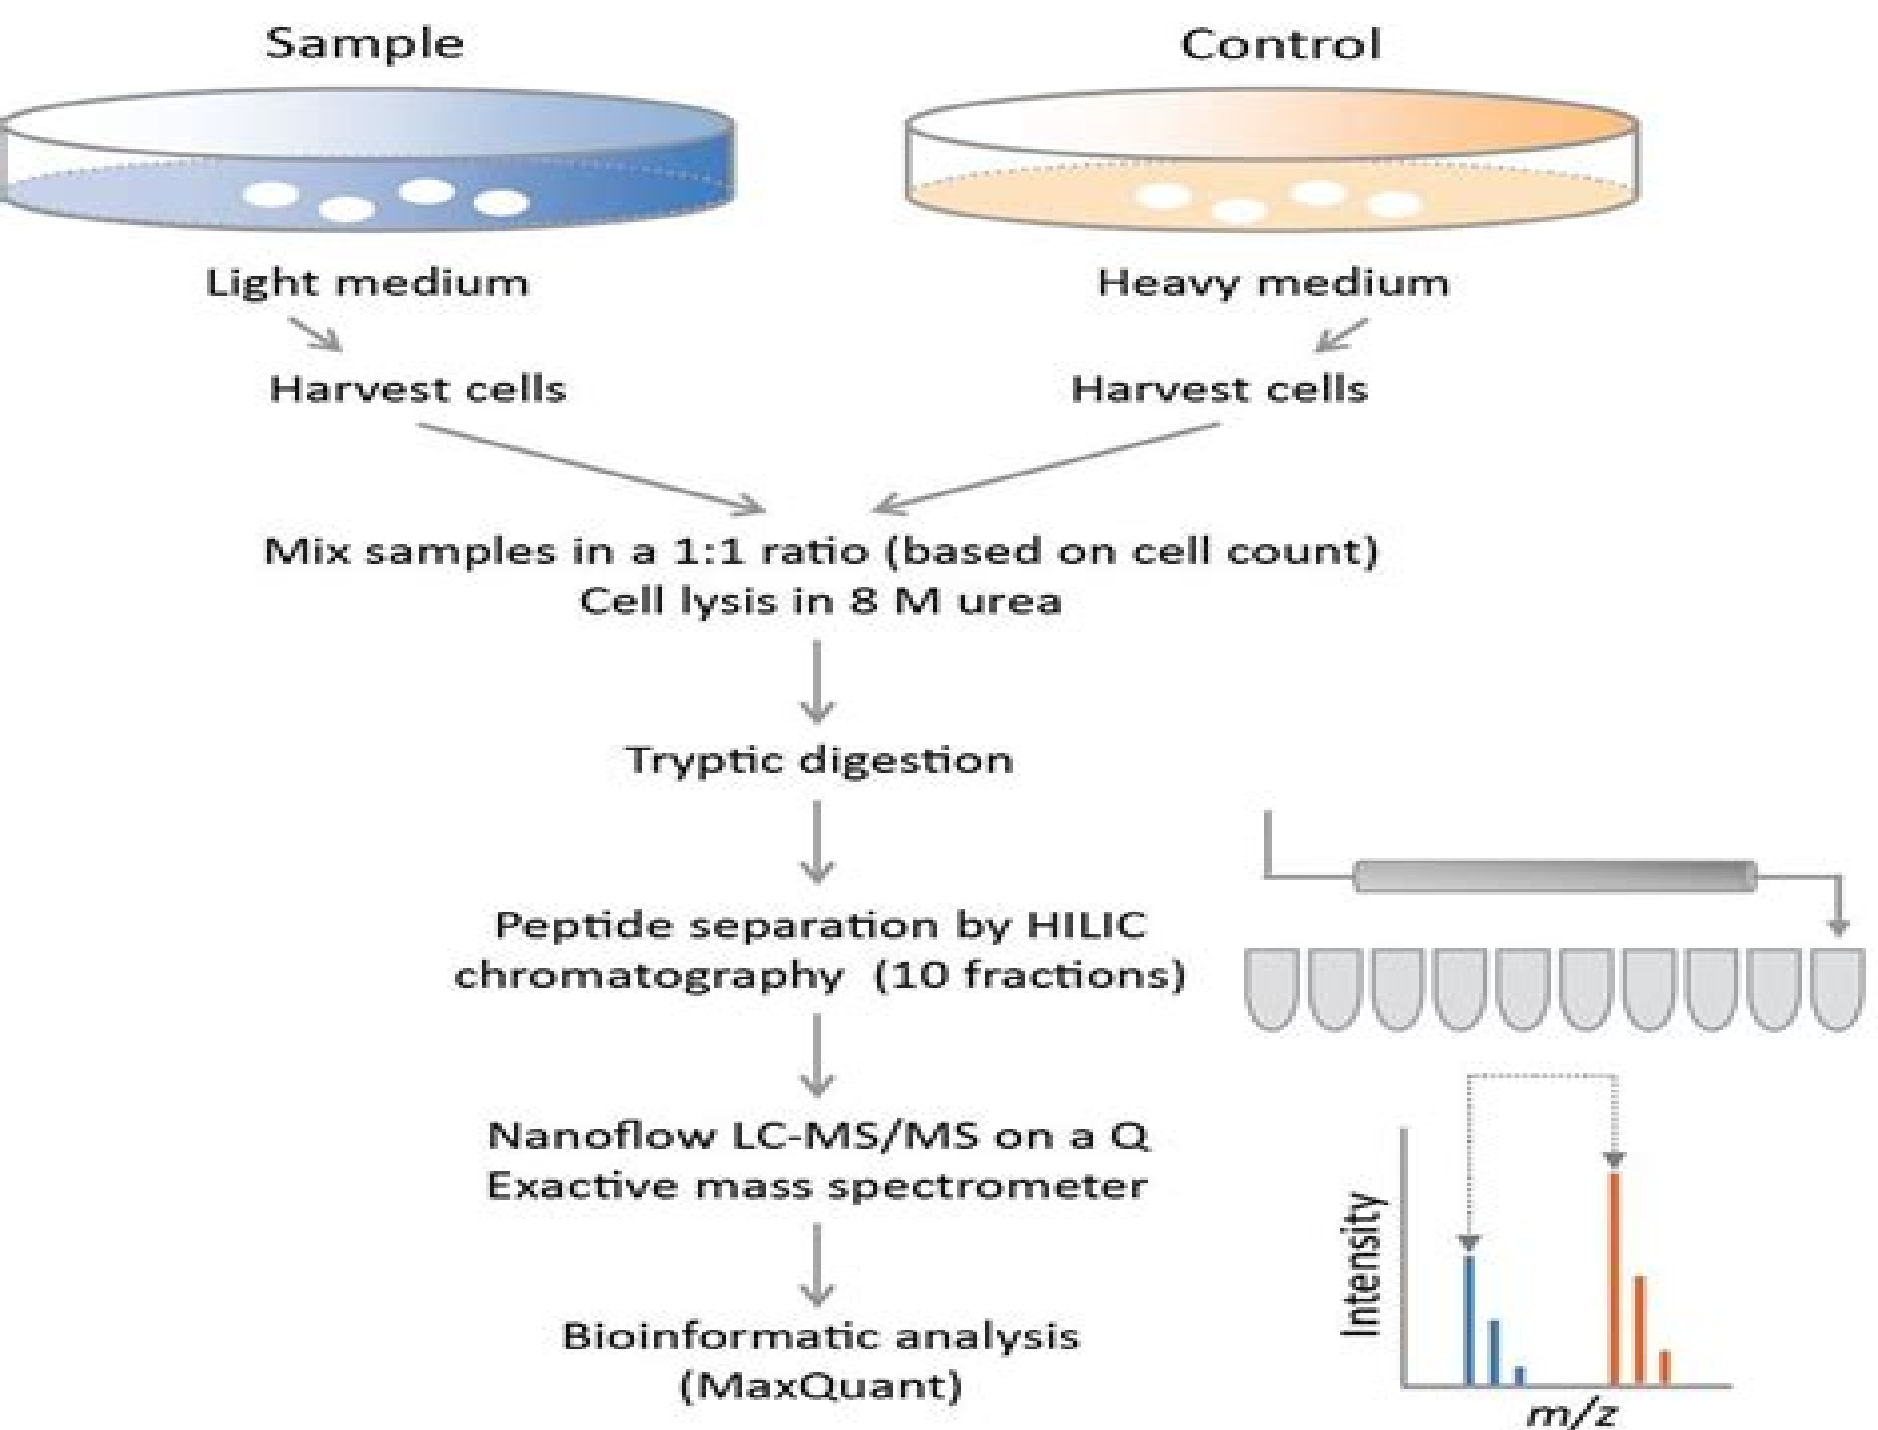 Sample
Control
Light medium
Heavy medium
Harvest cells
Harvest cells
Mix samples in a 1:1 ratio (based on cell count)
Cell lysis in 8 M urea
Tryptic digestion
Peptide separation by HILIC
chromatography (10 fractions)
Nanoflow LC-MS/MS on a Q
Exactive mass spectrometer
Bioinformatic analysis
(MaxQuant)
Intensity
m/z